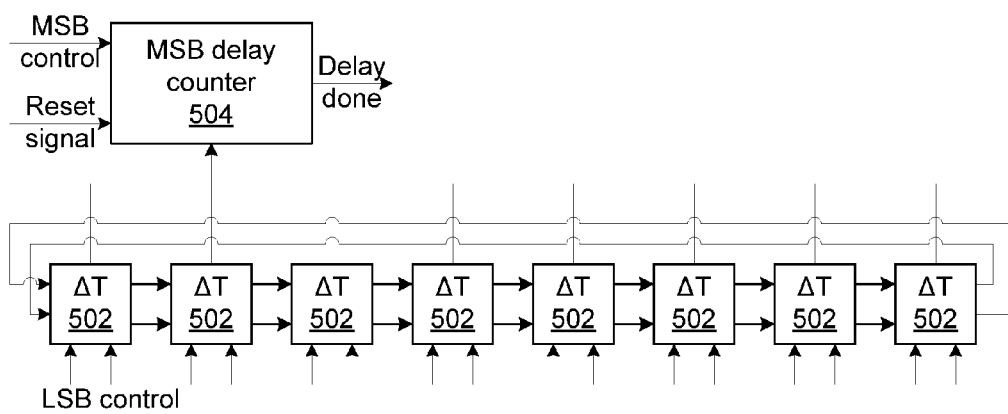 MSB
control
MSB delay
counter
504
Delay
done
Reset
signal
ΔT ΔT ΔT ΔT ΔT ΔT ΔT ΔT
502 502 502 502 502 502 502 502
LSB control